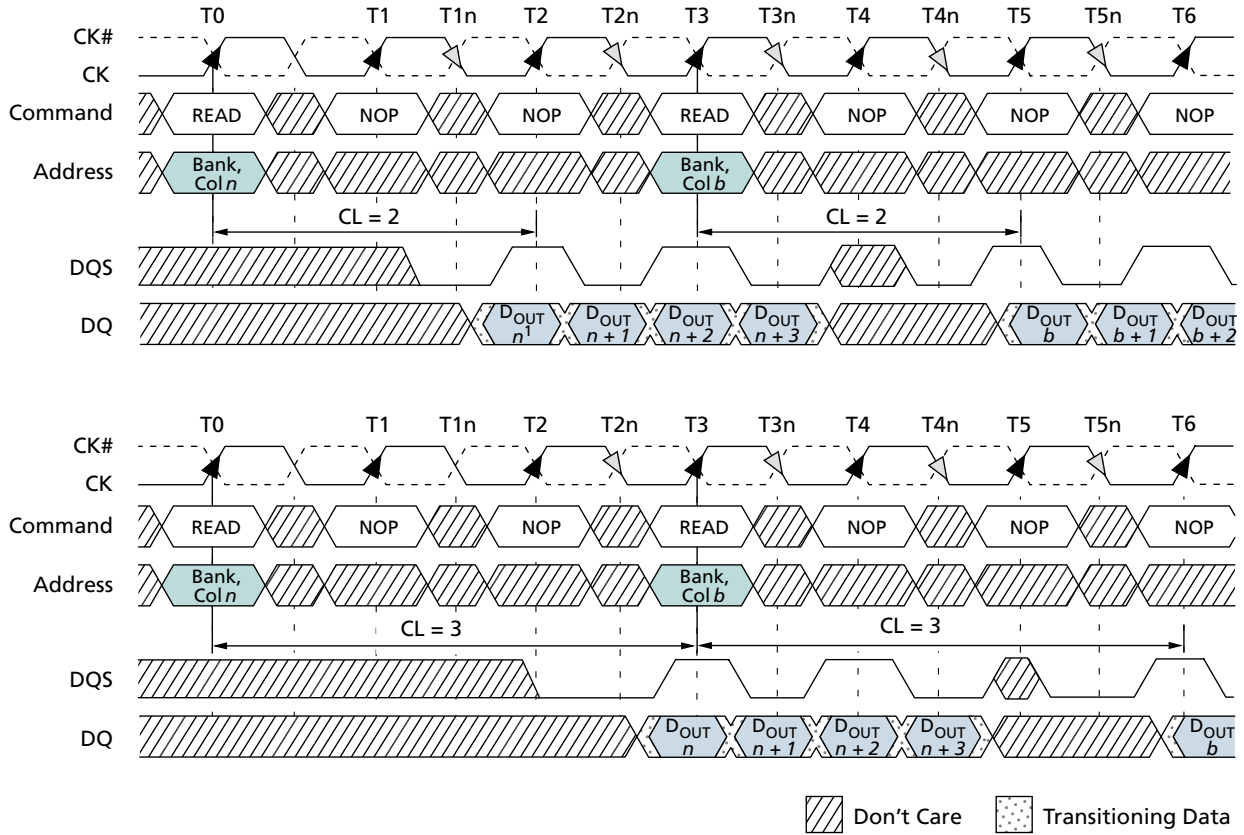 T0 T1 T1n T2 T2n T3 T3n T4 T4n T5 T5n T6
CK#
CK
Command READ NOP NOP READ NOP NOP NOP
Address Bank, Col n Bank, Col b
CL = 2 CL = 2
DQS
DQ DOUT n1 DOUT n + 1 DOUT n + 2 DOUT n + 3 DOUT b DOUT b + 1 DOUT b + 2
T0 T1 T1n T2 T2n T3 T3n T4 T4n T5 T5n T6
CK#
CK
Command READ NOP NOP READ NOP NOP NOP
Address Bank, Col n Bank, Col b
CL = 3 CL = 3
DQS
DQ DOUT n DOUT n + 1 DOUT n + 2 DOUT n + 3 DOUT b
Don't Care Transitioning Data